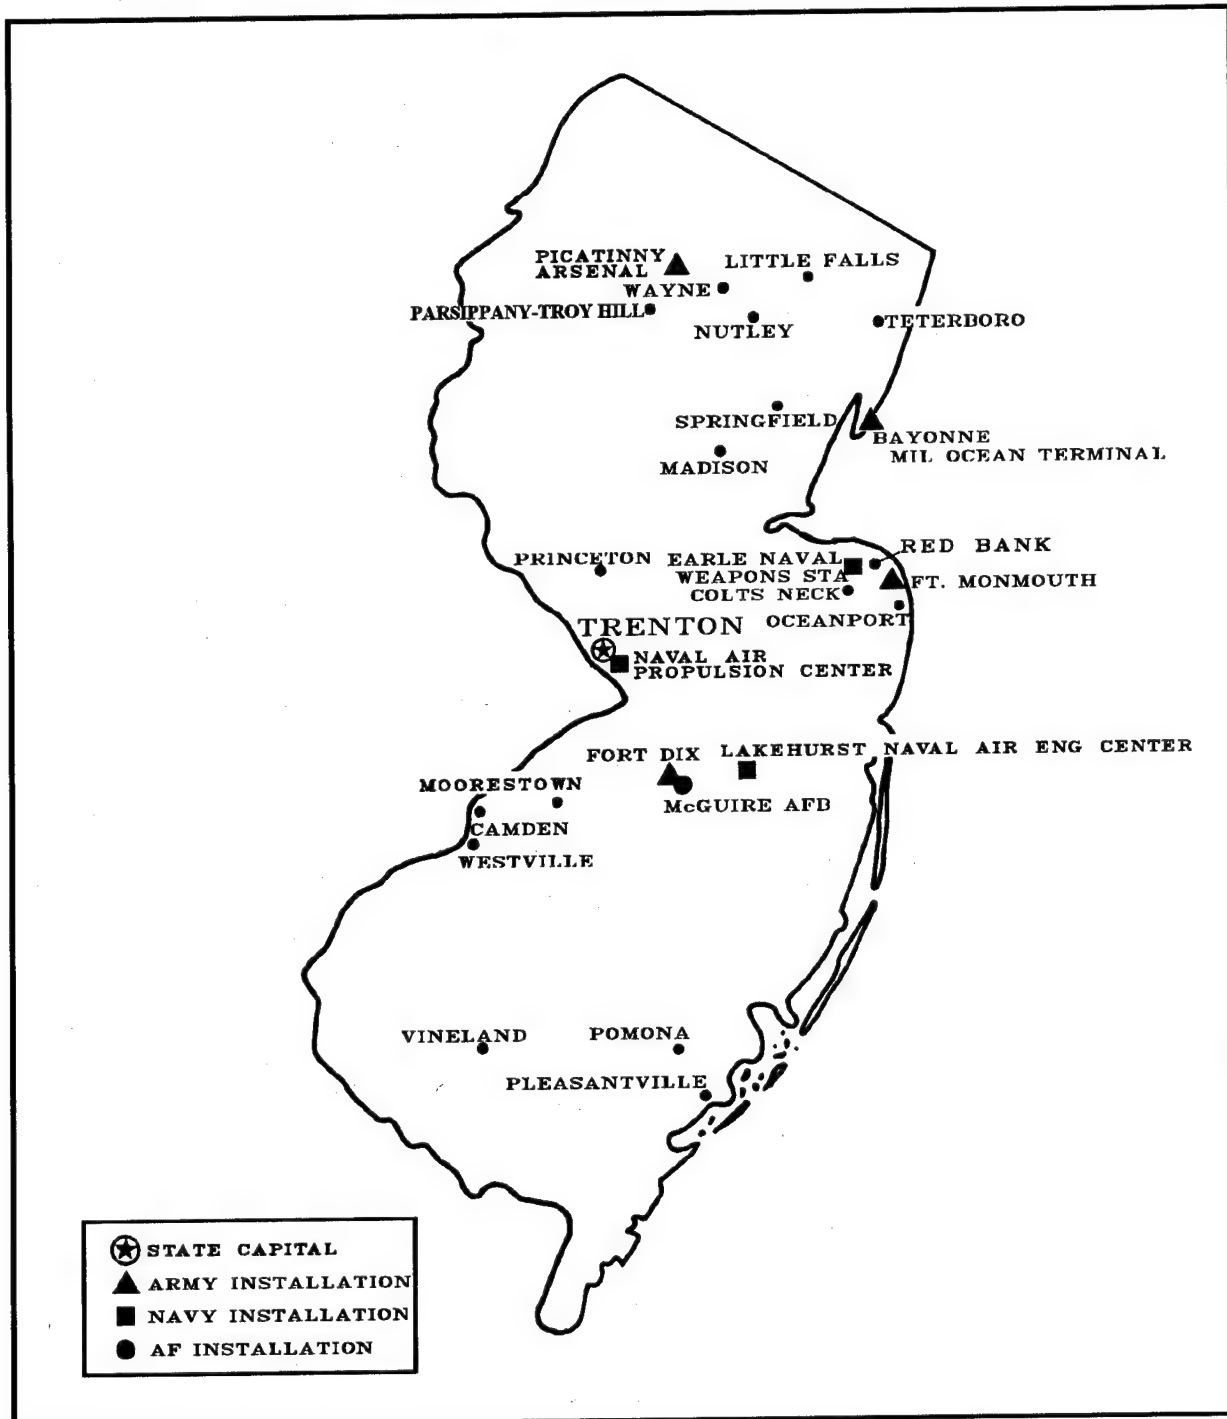 PICATINNY
ARSENAL
LITTLE FALLS
WAYNE
PARSIPPANY-TROY HILL
NUTLEY
TETERBORO
SPRINGFIELD
BAYONNE
MIL OCEAN TERMINAL
MADISON
RED BANK
PRINCETON
EARLE NAVAL
WEAPONS STA
COLTS NECK
FT. MONMOUTH
OCEANPORT
TRENTON
NAVAL AIR
PROPULSION CENTER
FORT DIX
LAKEHURST NAVAL AIR ENG CENTER
MOORESTOWN
McGUIRE AFB
CAMDEN
WESTVILLE
VINELAND
POMONA
PLEASANTVILLE
STATE CAPITAL
ARMY INSTALLATION
NAVY INSTALLATION
AF INSTALLATION